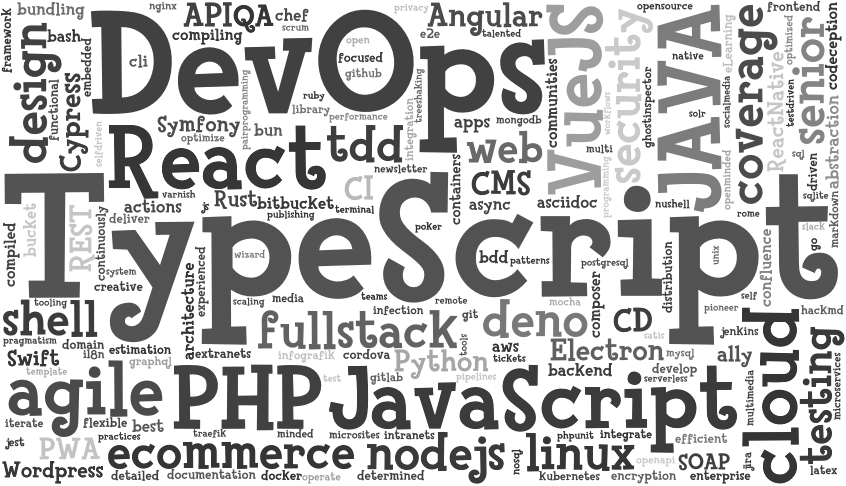 bundling
nginx
APIQA
chef
scrum
privacy
Angular
opensource
frontend
framework
bash
compiling
DevOps
cli
open
focused
github
e2e
talented
VueJS
security
native
JAVA
eLearning
coverage
optimized
senior
codeception
design
functional
Cypress
embedded
ruby
library
performance
pairprogramming
integration
treeshaking
mongodb
communities
workflows
ghostinspector
solr
socialmedia
ReactNative
testdriven
selfdriven
Symfony
optimize
bun
tdd
apps
web
multi
React
newsletter
containers
CMS
programming
openminded
sql
driven
abstraction
varnish
Rust
bitbucket
CI
publishing
terminal
async
asciidoc
nushell
rome
sqlite
markdown
actions
js
deliver
TypeScript
compiled
bucket
REST
continuously
system
creative
poker
bdd
patterns
postgresql
unix
wizard
slack
go
confluence
distribution
architecture
experienced
scaling
media
teams
remote
mocha
composer
self
pioneer
tooling
shell
infection
git
deno
CD
satis
hacKmd
jenkins
pragmatism
domain
Swift
i18n
estimation
graphql
extranets
fullstack
infografik
cordova
Python
tools
aws
tickets
Electron
mysql
ally
template
agile
PHP
JavaScript
test
gitlab
pipelines
backend
serverless
develop
cloud
multimedia
testing
microservices
iterate
flexible
best
practices
traefik
minded
microsites
intranets
phpunit
integrate
efficient
jest
PWA
ecommerce
nodejs
nosql
linux
openapi
SOAP
jira
Wordpress
detailed
documentation
docKer
operate
determined
Kubernetes
encryption
enterprise
latex